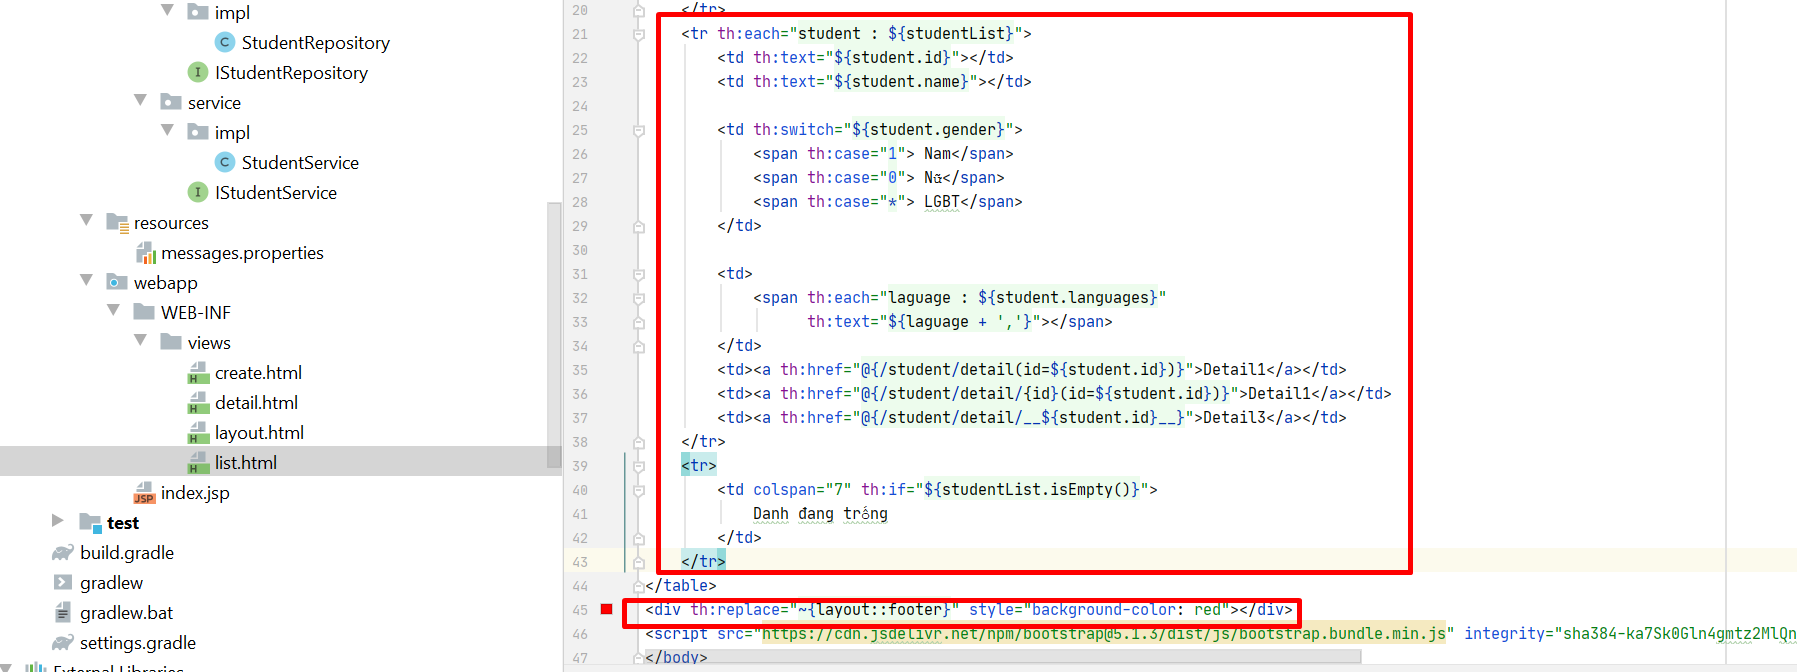 impl
StudentRepository
IStudentRepository
service
impl
StudentService
IStudentService
resources
messages.properties
webapp
WEB-INF
views
create.html
detail.html
layout.html
list.html
index.jsp
test
build.gradle
gradlew
gradlew.bat
settings.gradle
External Libraries
20 </tr>
21 <tr th:each="student : ${studentList}">
22 <td th:text="${student.id}"></td>
23 <td th:text="${student.name}"></td>
24
25 <td th:switch="${student.gender}">
26 <span th:case="1"> Nam</span>
27 <span th:case="0"> Nữ</span>
28 <span th:case="*"> LGBT</span>
29 </td>
30
31 <td>
32 <span th:each="laguage : ${student.languages}"
33 th:text="${laguage + ','}"></span>
34 </td>
35 <td><a th:href="@{/student/detail(id=${student.id})}">Detail1</a></td>
36 <td><a th:href="@{/student/detail/{id}(id=${student.id})}">Detail1</a></td>
37 <td><a th:href="@{/student/detail/__${student.id}__}">Detail3</a></td>
38 </tr>
39 <tr>
40 <td colspan="7" th:if="${studentList.isEmpty()}">
41 Danh đang trống
42 </td>
43 </tr>
44 </table>
45 <div th:replace="~{layout::footer}" style="background-color: red"></div>
46 <script src="https://cdn.jsdelivr.net/npm/bootstrap@5.1.3/dist/js/bootstrap.bundle.min.js" integrity="sha384-ka7Sk0Gln4gmtz2MlQn
47 </body>